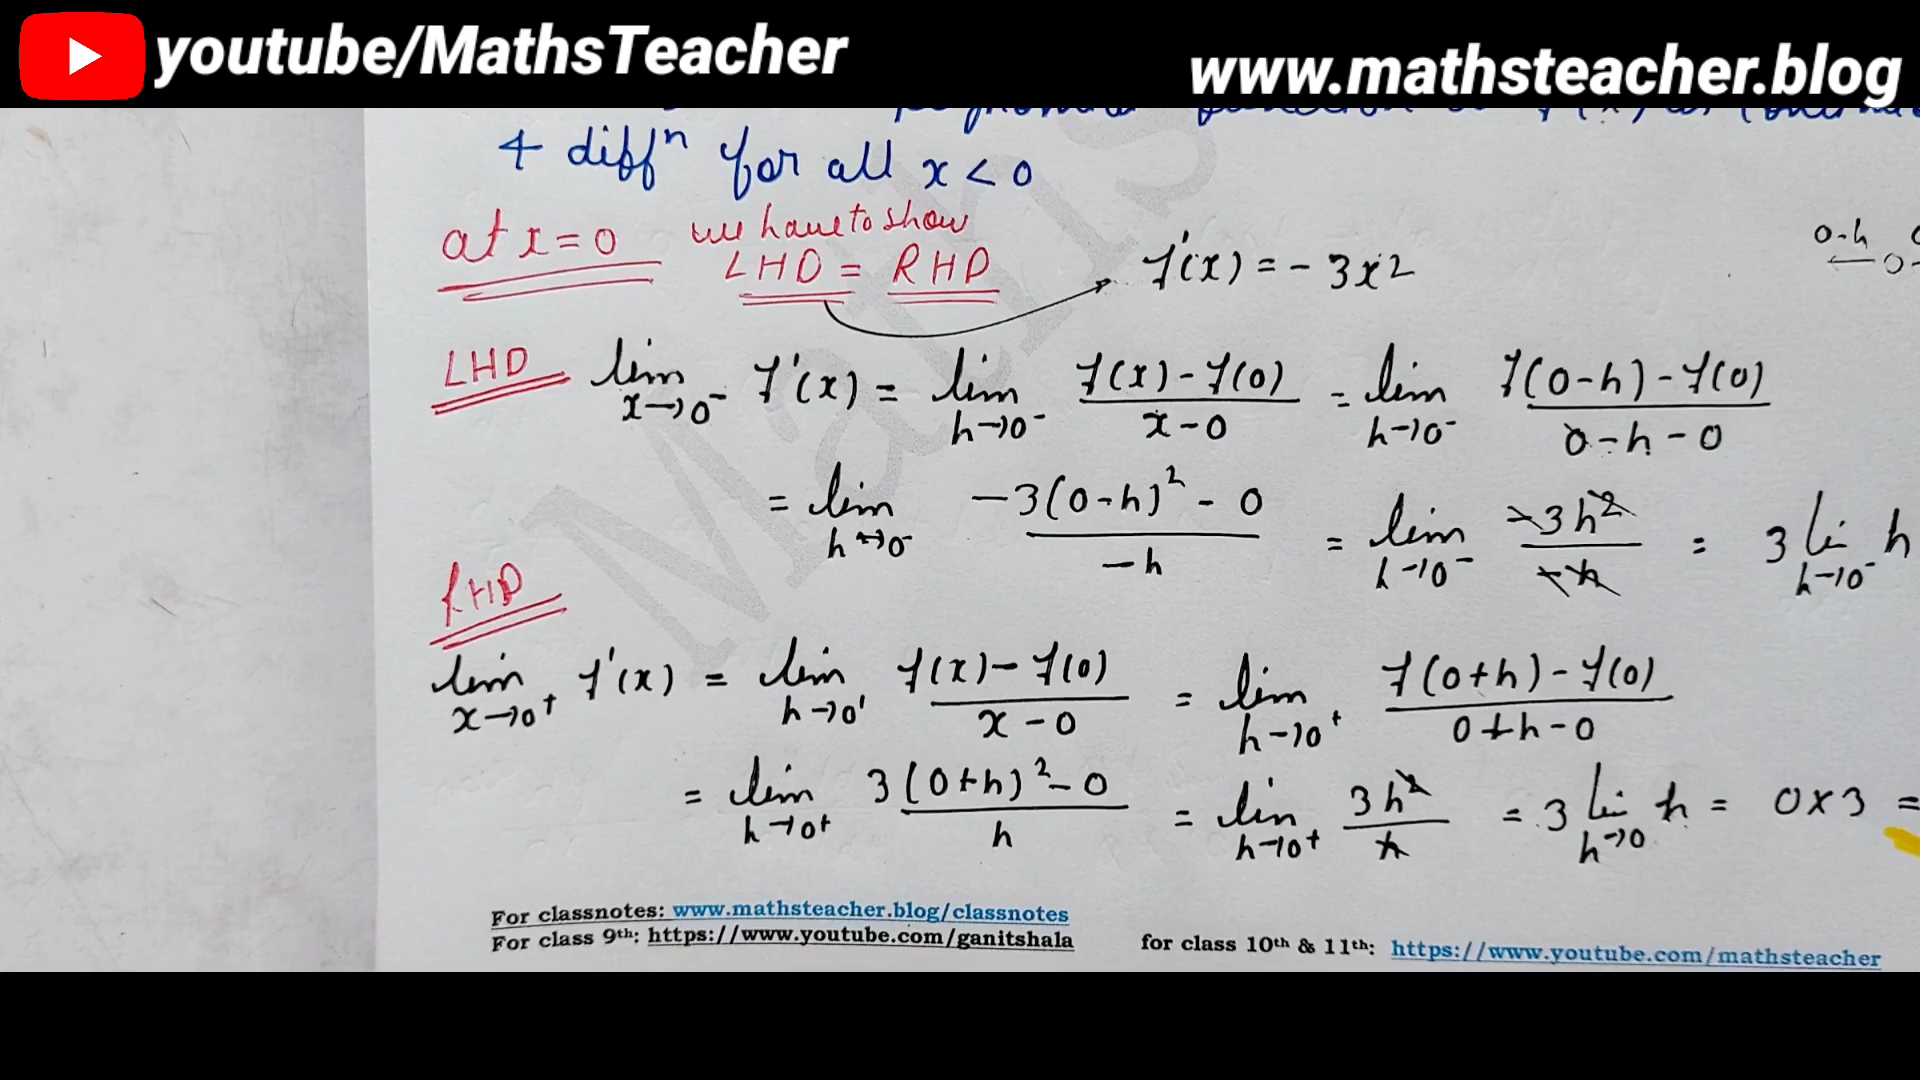 youtube/MathsTeacher
www.mathsteacher.blog
+ diffⁿ for all x < 0
at x = 0 we have to show
LHD = RHD f'(x) = - 3x2
0-h
LHD lim x→0⁻ f'(x) = lim h→0⁻ f(x) - f(0) / x - 0 = lim h→0⁻ f(0-h) - f(0) / 0 - h - 0
= lim h→0⁻ -3(0-h)² - 0 / -h = lim h→0⁻ -3h² / -h = 3 li h→0⁻ h
RHD
lim x→0⁺ f'(x) = lim h→0⁺ f(x) - f(0) / x - 0 = lim h→0⁺ f(0+h) - f(0) / 0+h-0
= lim h→0⁺ 3(0+h)² - 0 / h = lim h→0⁺ 3h² / h = 3 li h→0 h = 0 x 3 =
For classnotes: www.mathsteacher.blog/classnotes
For class 9th: https://www.youtube.com/ganitshala for class 10th & 11th: https://www.youtube.com/mathsteacher